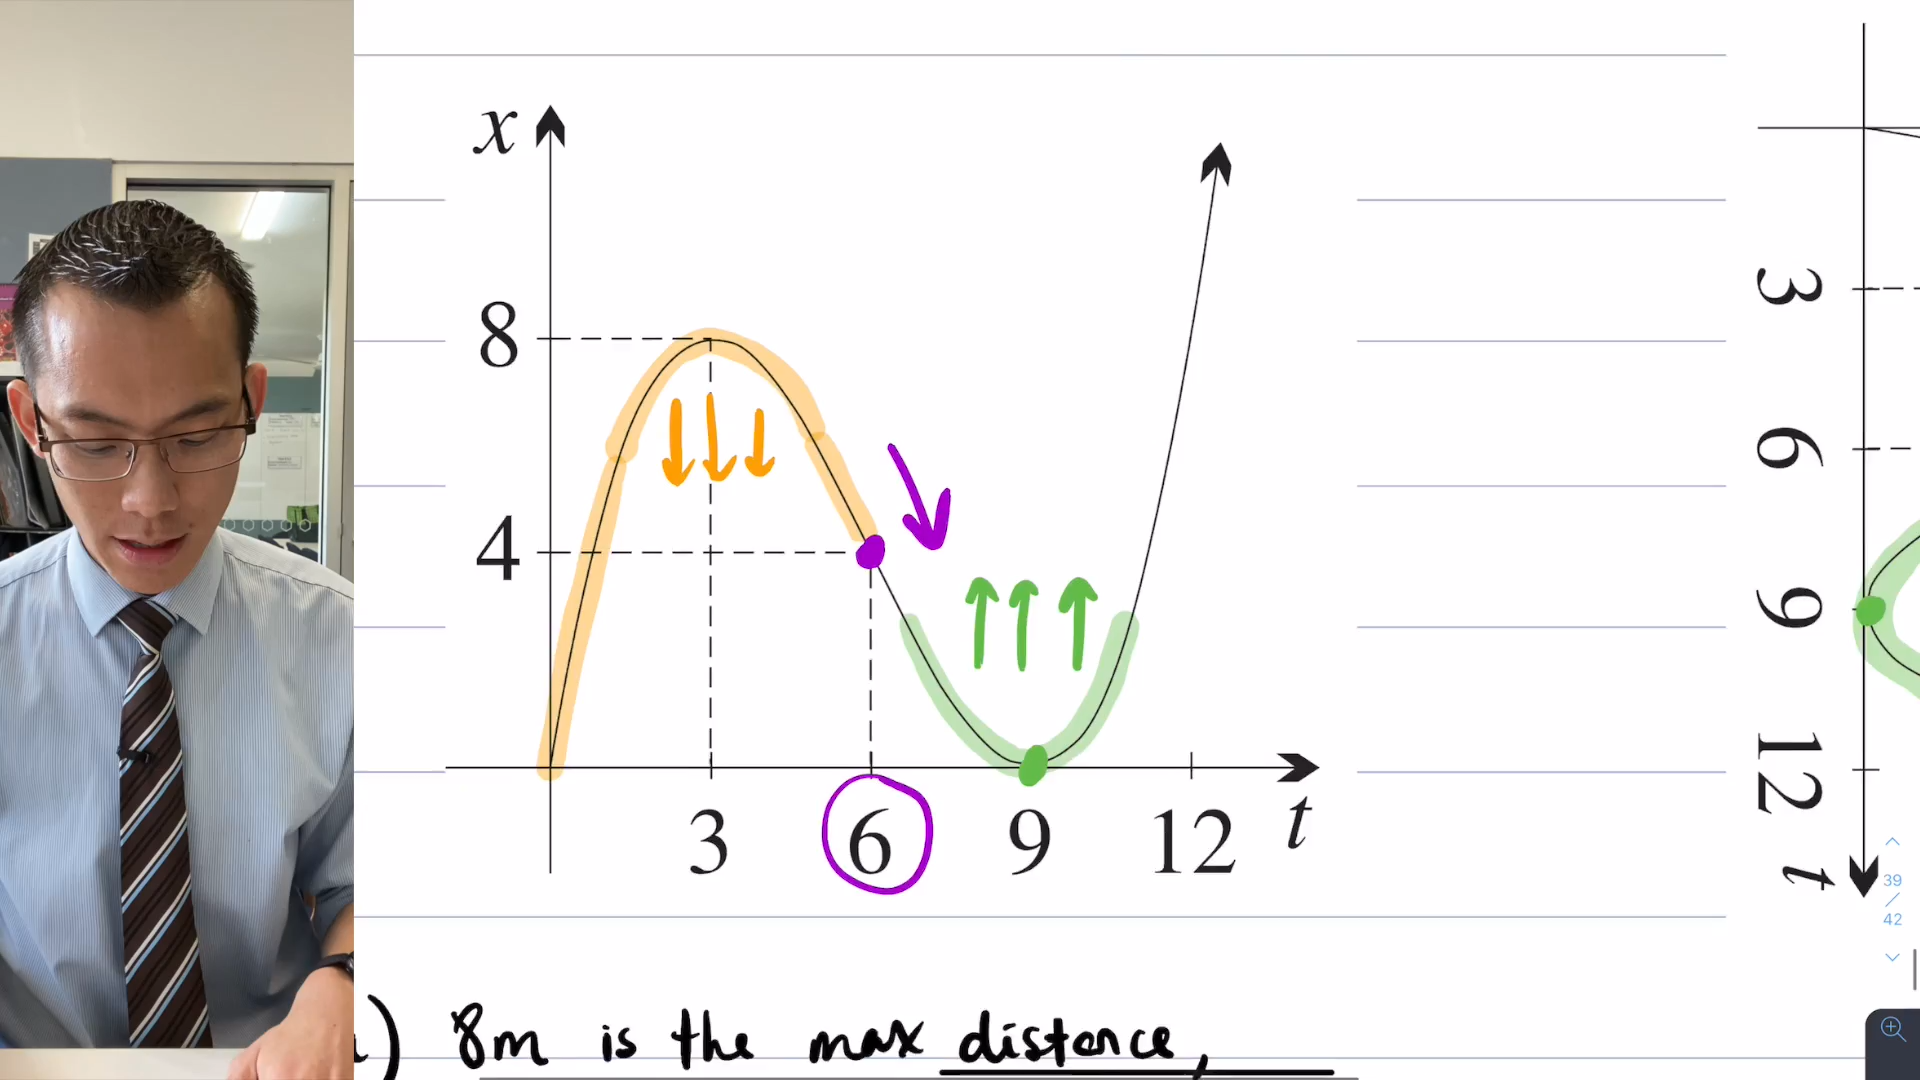 x
8
4
3 6 9 12 t
3
6
9
12
t
39
/
42
) 8m is the max distance,